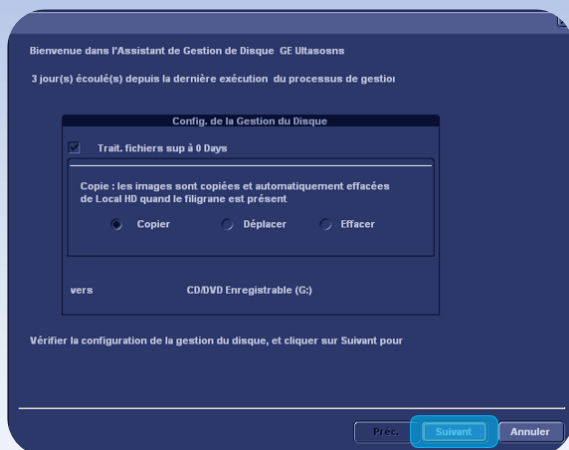 Bienvenue dans l'Assistant de Gestion de Disque GE Ultasosns
3 jour(s) écoulé(s) depuis la dernière exécution du processus de gestion
Config. de la Gestion du Disque
Trait. fichiers sup à 0 Days
Copie : les images sont copiées et automatiquement effacées
de Local HD quand le filigrane est présent
Copier Déplacer Effacer
vers CD/DVD Enregistrable (G:)
Vérifier la configuration de la gestion du disque, et cliquer sur Suivant pour
Préc. Suivant Annuler